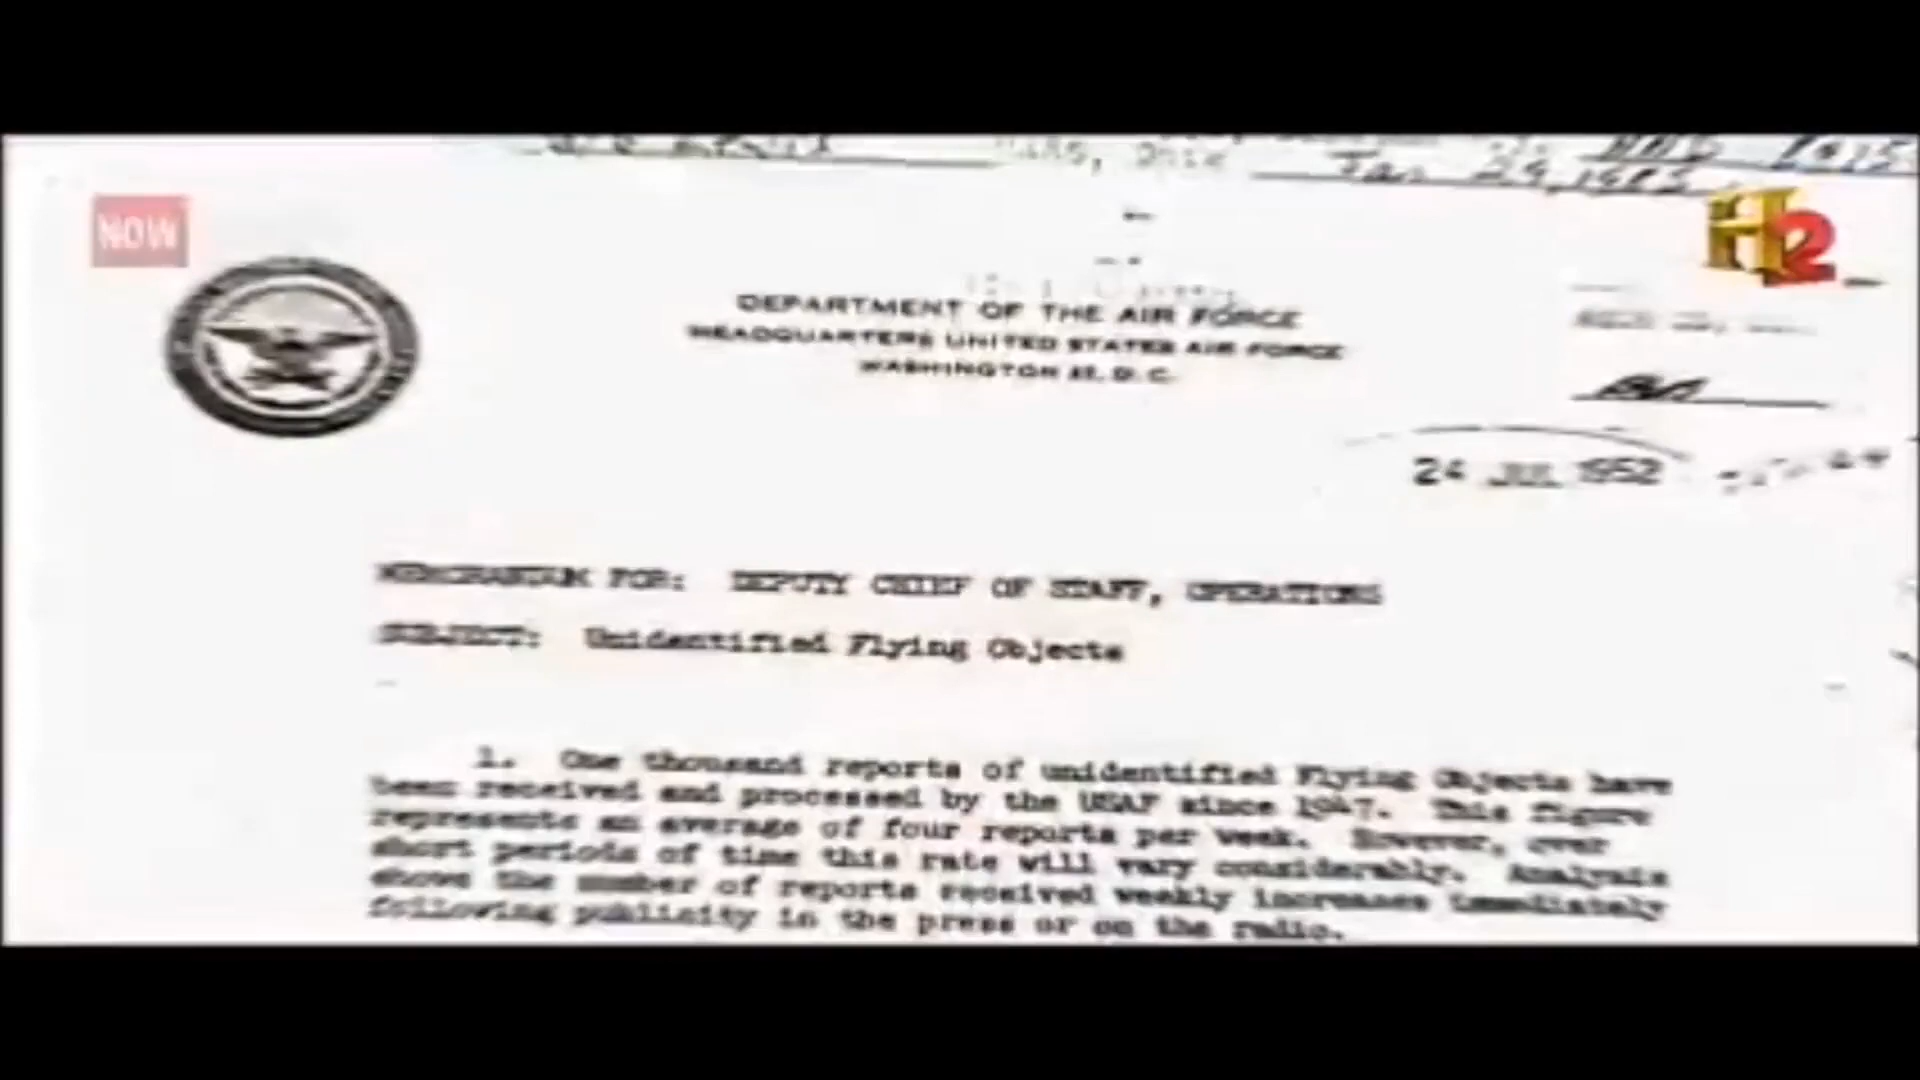 Jan 24, 1985
NOW
H2
DEPARTMENT OF THE AIR FORCE
HEADQUARTERS UNITED STATES AIR FORCE
WASHINGTON D. C.
24 JUL 1952
MEMORANDUM FOR: DEPUTY CHIEF OF STAFF, OPERATIONS
SUBJECT: Unidentified Flying Objects
1. One thousand reports of unidentified Flying Objects have
been received and processed by the USAF since 1947. This figure
represents an average of four reports per week. However, over
short periods of time this rate will vary considerably. Analysis
shows the number of reports received weekly increases immediately
following publicity in the press or on the radio.